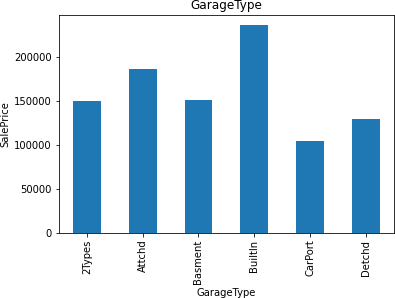 GarageType
200000
150000
100000
50000
0
SalePrice
2Types
Attchd
Basment
BuiltIn
CarPort
Detchd
GarageType